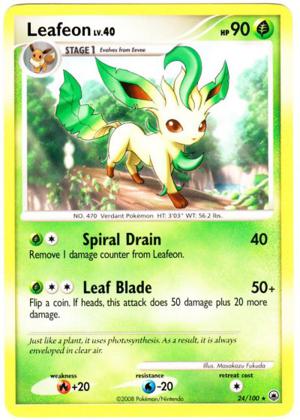 Leafeon LV.40 HP 90
STAGE 1 Evolves from Eevee
NO. 470 Verdant Pokémon HT: 3'03" WT: 56.2 lbs.
Spiral Drain 40
Remove 1 damage counter from Leafeon.
Leaf Blade 50+
Flip a coin. If heads, this attack does 50 damage plus 20 more
damage.
Just like a plant, it uses photosynthesis. As a result, it is always
enveloped in clear air.
Illus. Masakazu Fukuda
weakness resistance retreat cost
+20 -20
©2008 Pokémon/Nintendo 24/100 ★